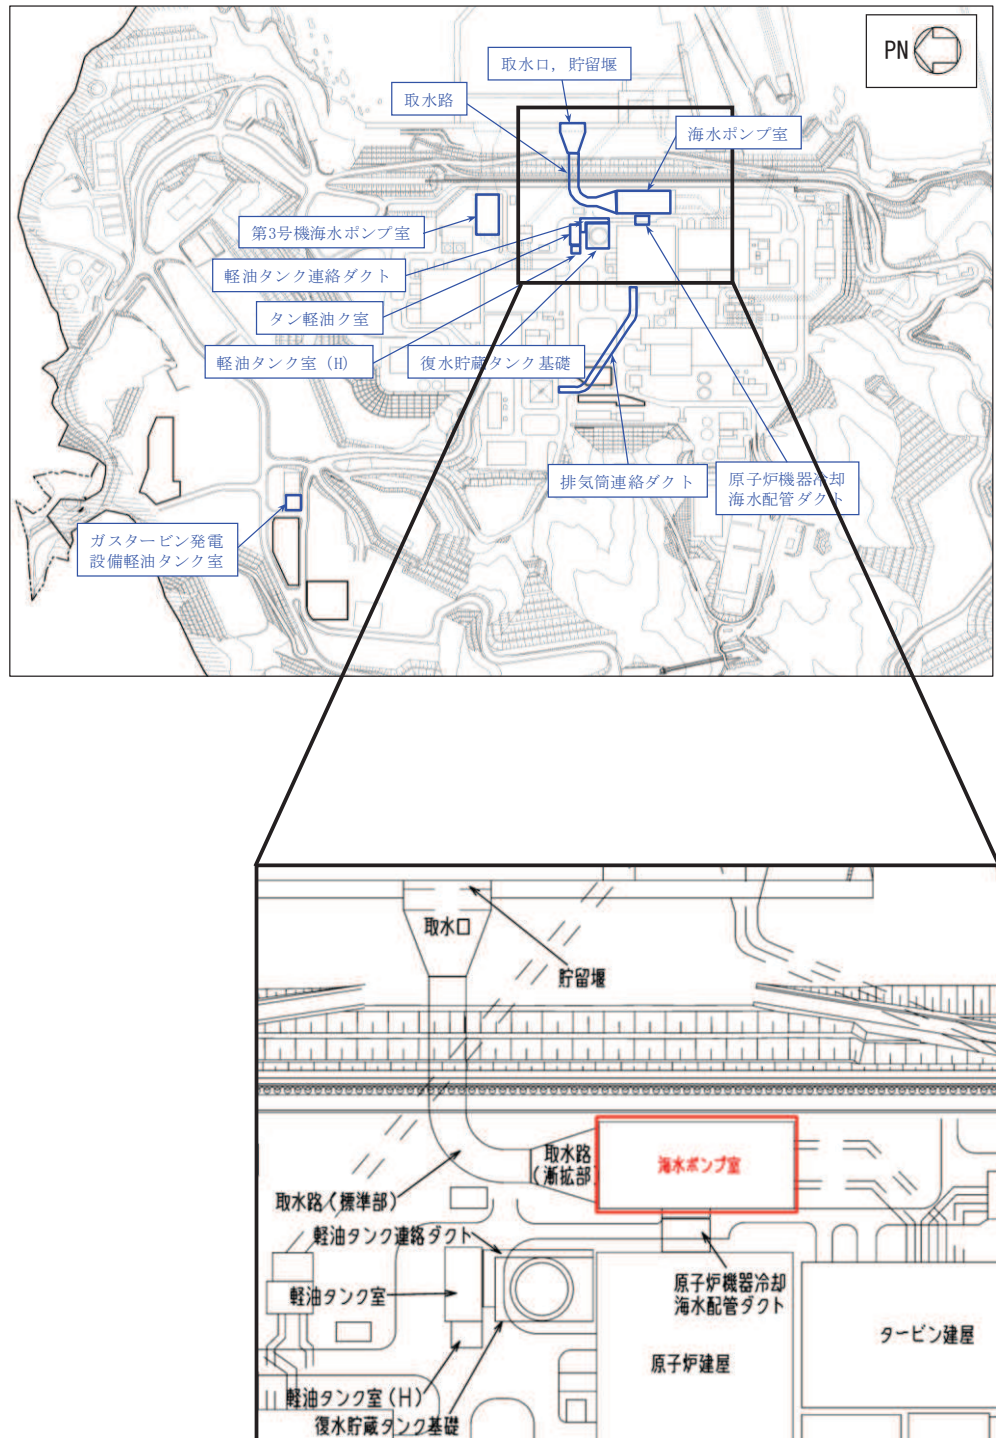 PN
取水口，貯留堰
取水路
海水ポンプ室
第3号機海水ポンプ室
軽油タンク連絡ダクト
タン軽油ク室
軽油タンク室（H）
復水貯蔵タンク基礎
排気筒連絡ダクト
原子炉機器冷却
海水配管ダクト
ガスタービン発電
設備軽油タンク室
取水口
貯留堰
取水路
（漸拡部）
海水ポンプ室
取水路（標準部）
軽油タンク連絡ダクト
軽油タンク室
原子炉機器冷却
海水配管ダクト
タービン建屋
原子炉建屋
軽油タンク室（H）
復水貯蔵タンク基礎